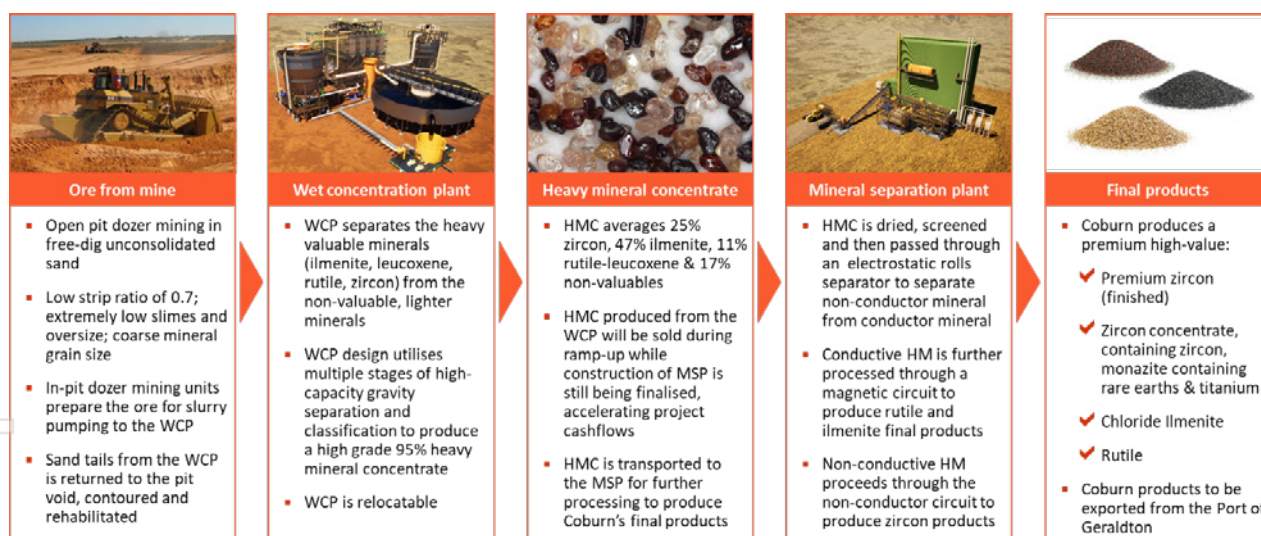 Ore from mine
▪ Open pit dozer mining in
free-dig unconsolidated
sand
▪ Low strip ratio of 0.7;
extremely low slimes and
oversize; coarse mineral
grain size
▪ In-pit dozer mining units
prepare the ore for slurry
pumping to the WCP
▪ Sand tails from the WCP
is returned to the pit
void, contoured and
rehabilitated
Wet concentration plant
▪ WCP separates the heavy
valuable minerals
(ilmenite, leucoxene,
rutile, zircon) from the
non-valuable, lighter
minerals
▪ WCP design utilises
multiple stages of high-
capacity gravity
separation and
classification to produce
a high grade 95% heavy
mineral concentrate
▪ WCP is relocatable
Heavy mineral concentrate
▪ HMC averages 25%
zircon, 47% ilmenite, 11%
rutile-leucoxene & 17%
non-valuables
▪ HMC produced from the
WCP will be sold during
ramp-up while
construction of MSP is
still being finalised,
accelerating project
cashflows
▪ HMC is transported to
the MSP for further
processing to produce
Coburn's final products
Mineral separation plant
▪ HMC is dried, screened
and then passed through
an electrostatic rolls
separator to separate
non-conductor mineral
from conductor mineral
▪ Conductive HM is further
processed through a
magnetic circuit to
produce rutile and
ilmenite final products
▪ Non-conductive HM
proceeds through the
non-conductor circuit to
produce zircon products
Final products
▪ Coburn produces a
premium high-value:
✔ Premium zircon
(finished)
✔ Zircon concentrate,
containing zircon,
monazite containing
rare earths & titanium
✔ Chloride Ilmenite
✔ Rutile
▪ Coburn products to be
exported from the Port of
Geraldton